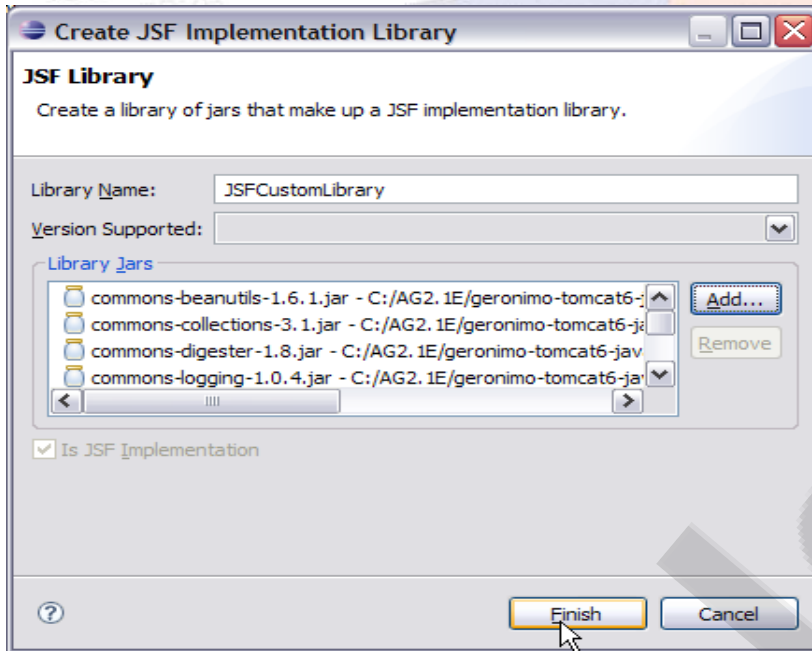 Create JSF Implementation Library
JSF Library
Create a library of jars that make up a JSF implementation library.
Library Name: JSFCustomLibrary
Version Supported:
Library Jars
commons-beanutils-1.6.1.jar - C:/AG2.1E/geronimo-tomcat6-j
Add...
commons-collections-3.1.jar - C:/AG2.1E/geronimo-tomcat6-ja
commons-digester-1.8.jar - C:/AG2.1E/geronimo-tomcat6-jav
Remove
commons-logging-1.0.4.jar - C:/AG2.1E/geronimo-tomcat6-ja
Is JSF Implementation
Finish Cancel